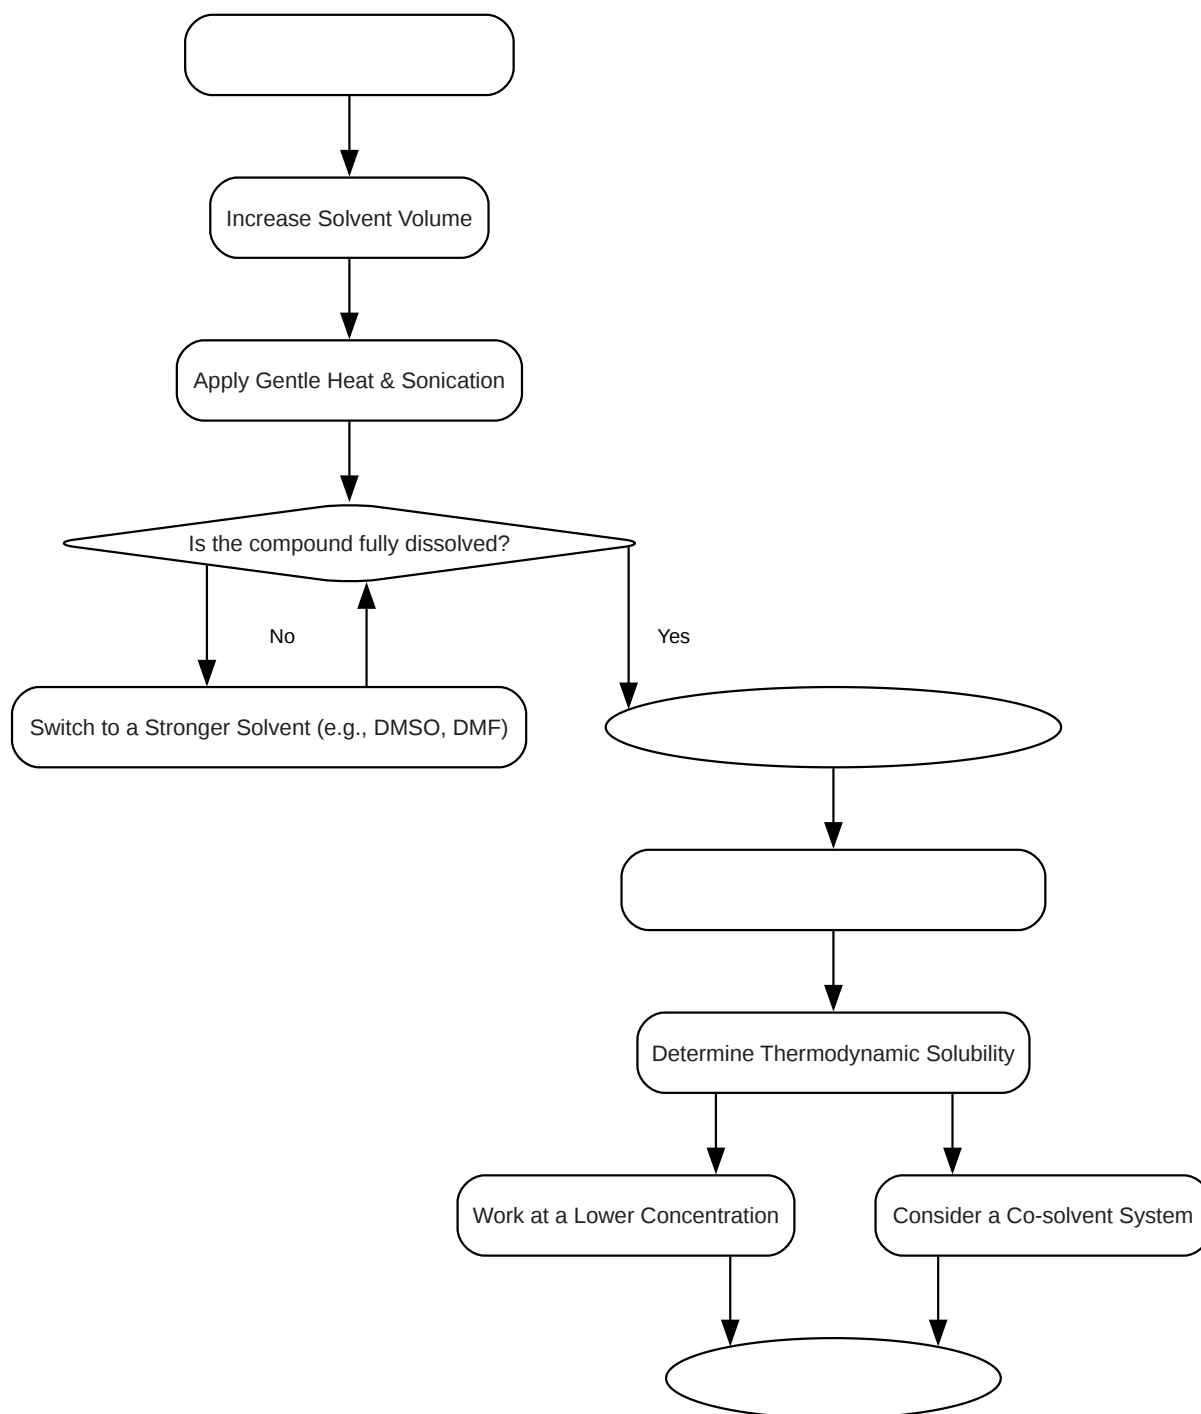 Increase Solvent Volume
Apply Gentle Heat & Sonication
Is the compound fully dissolved?
No
Yes
Switch to a Stronger Solvent (e.g., DMSO, DMF)
Determine Thermodynamic Solubility
Work at a Lower Concentration
Consider a Co-solvent System